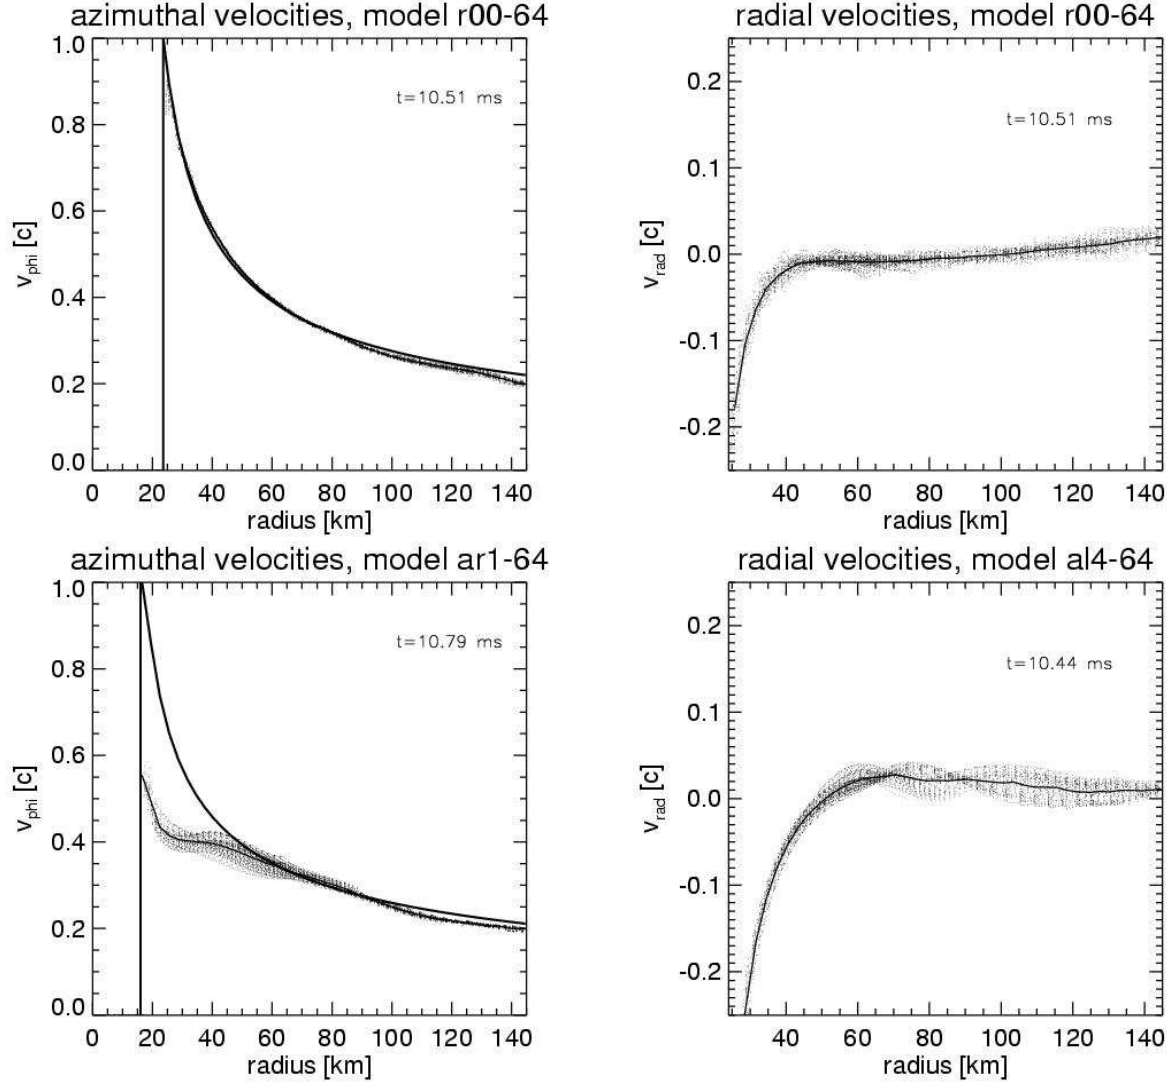 azimuthal velocities, model r00-64
1.0
0.8
0.6
0.4
0.2
0.0
v_phi [c]
t=10.51 ms
0 20 40 60 80 100 120 140
radius [km]
radial velocities, model r00-64
0.2
0.1
0.0
-0.1
-0.2
v_rad [c]
t=10.51 ms
40 60 80 100 120 140
radius [km]
azimuthal velocities, model ar1-64
1.0
0.8
0.6
0.4
0.2
0.0
v_phi [c]
t=10.79 ms
0 20 40 60 80 100 120 140
radius [km]
radial velocities, model al4-64
0.2
0.1
0.0
-0.1
-0.2
v_rad [c]
t=10.44 ms
40 60 80 100 120 140
radius [km]